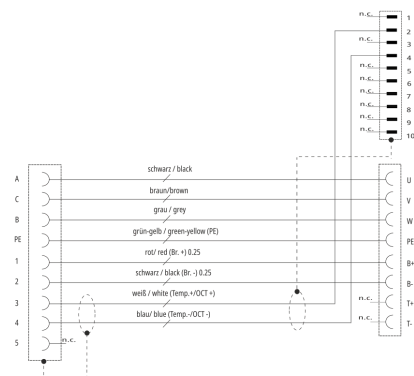 n.c. 1
2
n.c. 3
4
n.c. 5
n.c. 6
n.c. 7
n.c. 8
n.c. 9
n.c. 10
A schwarz / black U
C braun/brown V
B grau / grey W
PE grün-gelb / green-yellow (PE) PE
1 rot/ red (Br. +) 0.25 B+
2 schwarz / black (Br. -) 0.25 B-
3 weiß / white (Temp.+/OCT +) n.c. T+
4 blau/ blue (Temp.-/OCT -) n.c. T-
5 n.c.